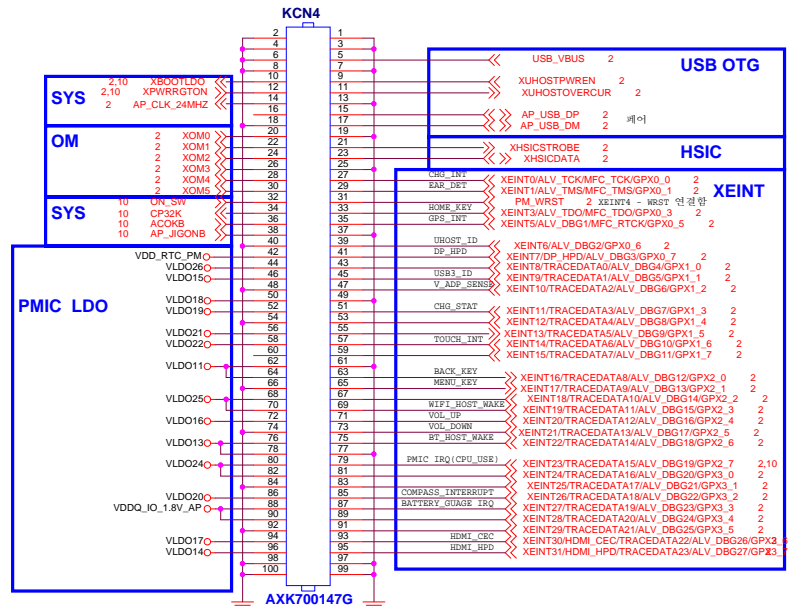 KCN4
2 1
4 3
6 5 USB_VBUS 2 USB OTG
8 7
2,10 XBOOTLDO 10 9 XUHOSTPWREN 2
SYS 2,10 XPWRRGTON 12 11 XUHOSTOVERCUR 2
2 AP_CLK_24MHZ 14 13
16 15 AP_USB_DP 2 페어
18 17 AP_USB_DM 2
OM 2 XOM0 20 19
2 XOM1 22 21 XHSICSTROBE 2 HSIC
2 XOM2 24 23 XHSICDATA 2
2 XOM3 26 25
2 XOM4 28 27 CHG_INT XEINT0/ALV_TCK/MFC_TCK/GPX0_0 2 XEINT
2 XOM5 30 29 EAR_DET XEINT1/ALV_TMS/MFC_TMS/GPX0_1 2
SYS 10 ON_SW 32 31 PM_WRST 2 XEINT4 - WRST 연결함
10 CP32K 34 33 HOME_KEY XEINT3/ALV_TDO/MFC_TDO/GPX0_3 2
10 ACOKB 36 35 GPS_INT XEINT5/ALV_DBG1/MFC_RTCK/GPX0_5 2
10 AP_JIGONB 38 37
40 39 UHOST_ID XEINT6/ALV_DBG2/GPX0_6 2
VDD_RTC_PM 42 41 DP_HPD XEINT7/DP_HPD/ALV_DBG3/GPX0_7 2
VLDO26 44 43 XEINT8/TRACEDATA0/ALV_DBG4/GPX1_0 2
VLDO15 46 45 USB3_ID XEINT9/TRACEDATA1/ALV_DBG5/GPX1_1 2
48 47 V_ADP_SENSE XEINT10/TRACEDATA2/ALV_DBG6/GPX1_2 2
PMIC LDO VLDO18 50 49
VLDO19 52 51 CHG_STAT XEINT11/TRACEDATA3/ALV_DBG7/GPX1_3 2
54 53 XEINT12/TRACEDATA4/ALV_DBG8/GPX1_4 2
VLDO21 56 55 XEINT13/TRACEDATA5/ALV_DBG9/GPX1_5 2
VLDO22 58 57 TOUCH_INT XEINT14/TRACEDATA6/ALV_DBG10/GPX1_6 2
60 59 XEINT15/TRACEDATA7/ALV_DBG11/GPX1_7 2
VLDO11 62 61
64 63 BACK_KEY XEINT16/TRACEDATA8/ALV_DBG12/GPX2_0 2
66 65 MENU_KEY XEINT17/TRACEDATA9/ALV_DBG13/GPX2_1 2
VLDO25 68 67 XEINT18/TRACEDATA10/ALV_DBG14/GPX2_2 2
70 69 WIFI_HOST_WAKE XEINT19/TRACEDATA11/ALV_DBG15/GPX2_3 2
VLDO16 72 71 VOL_UP XEINT20/TRACEDATA12/ALV_DBG16/GPX2_4 2
74 73 VOL_DOWN XEINT21/TRACEDATA13/ALV_DBG17/GPX2_5 2
VLDO13 76 75 BT_HOST_WAKE XEINT22/TRACEDATA14/ALV_DBG18/GPX2_6 2
78 77
VLDO24 80 79 PMIC IRQ(CPU_USE) XEINT23/TRACEDATA15/ALV_DBG19/GPX2_7 2,10
82 81 XEINT24/TRACEDATA16/ALV_DBG20/GPX3_0 2
84 83 XEINT25/TRACEDATA17/ALV_DBG21/GPX3_1 2
VLDO20 86 85 COMPASS_INTERRUPT XEINT26/TRACEDATA18/ALV_DBG22/GPX3_2 2
VDDQ_IO_1.8V_AP 88 87 BATTERY_GUAGE IRQ XEINT27/TRACEDATA19/ALV_DBG23/GPX3_3 2
90 89 XEINT28/TRACEDATA20/ALV_DBG24/GPX3_4 2
92 91 XEINT29/TRACEDATA21/ALV_DBG25/GPX3_5 2
VLDO17 94 93 HDMI_CEC XEINT30/HDMI_CEC/TRACEDATA22/ALV_DBG26/GPX3_6 2
VLDO14 96 95 HDMI_HPD XEINT31/HDMI_HPD/TRACEDATA23/ALV_DBG27/GPX3_7 2
98 97
100 99
AXK700147G